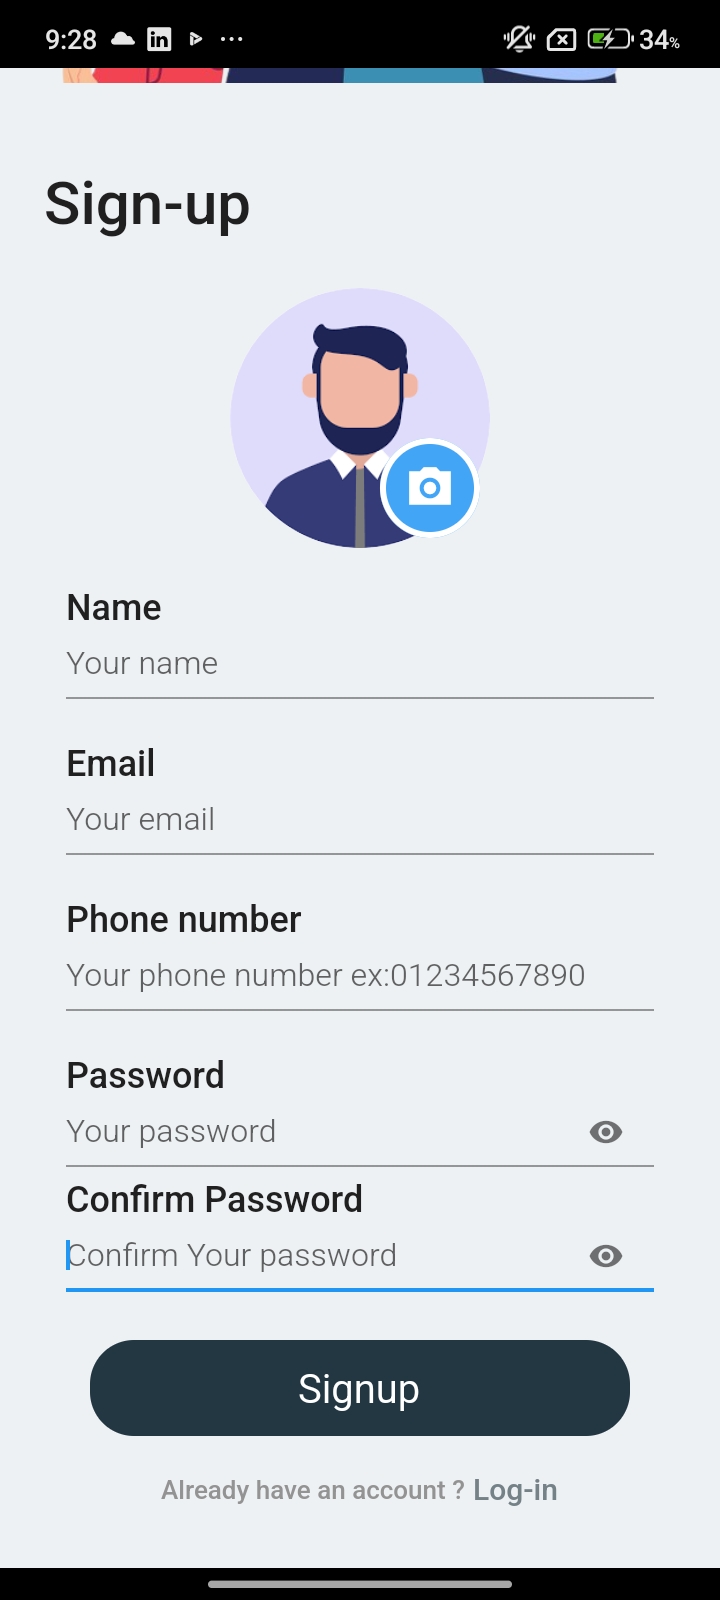 9:28
in
34%
Sign-up
Name
Your name
Email
Your email
Phone number
Your phone number ex:01234567890
Password
Your password
Confirm Password
Confirm Your password
Signup
Already have an account ? Log-in